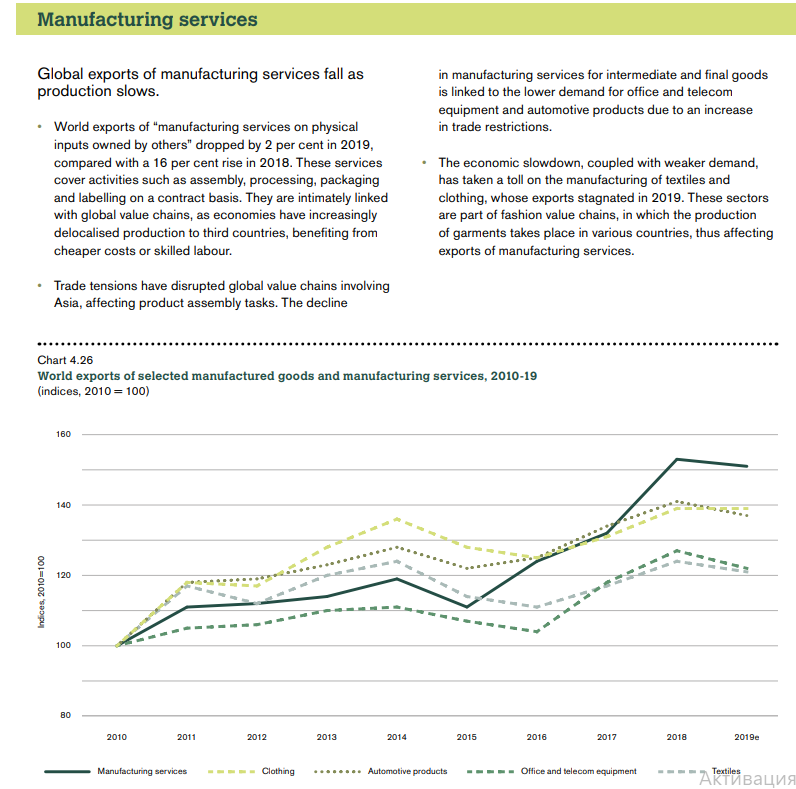 Manufacturing services
Global exports of manufacturing services fall as
production slows.
• World exports of “manufacturing services on physical
inputs owned by others” dropped by 2 per cent in 2019,
compared with a 16 per cent rise in 2018. These services
cover activities such as assembly, processing, packaging
and labelling on a contract basis. They are intimately linked
with global value chains, as economies have increasingly
delocalised production to third countries, benefiting from
cheaper costs or skilled labour.
• Trade tensions have disrupted global value chains involving
Asia, affecting product assembly tasks. The decline
in manufacturing services for intermediate and final goods
is linked to the lower demand for office and telecom
equipment and automotive products due to an increase
in trade restrictions.
• The economic slowdown, coupled with weaker demand,
has taken a toll on the manufacturing of textiles and
clothing, whose exports stagnated in 2019. These sectors
are part of fashion value chains, in which the production
of garments takes place in various countries, thus affecting
exports of manufacturing services.
Chart 4.26
World exports of selected manufactured goods and manufacturing services, 2010-19
(indices, 2010 = 100)
Indices, 2010=100
160
140
120
100
80
2010 2011 2012 2013 2014 2015 2016 2017 2018 2019e
Manufacturing services Clothing Automotive products Office and telecom equipment Textiles
Активация